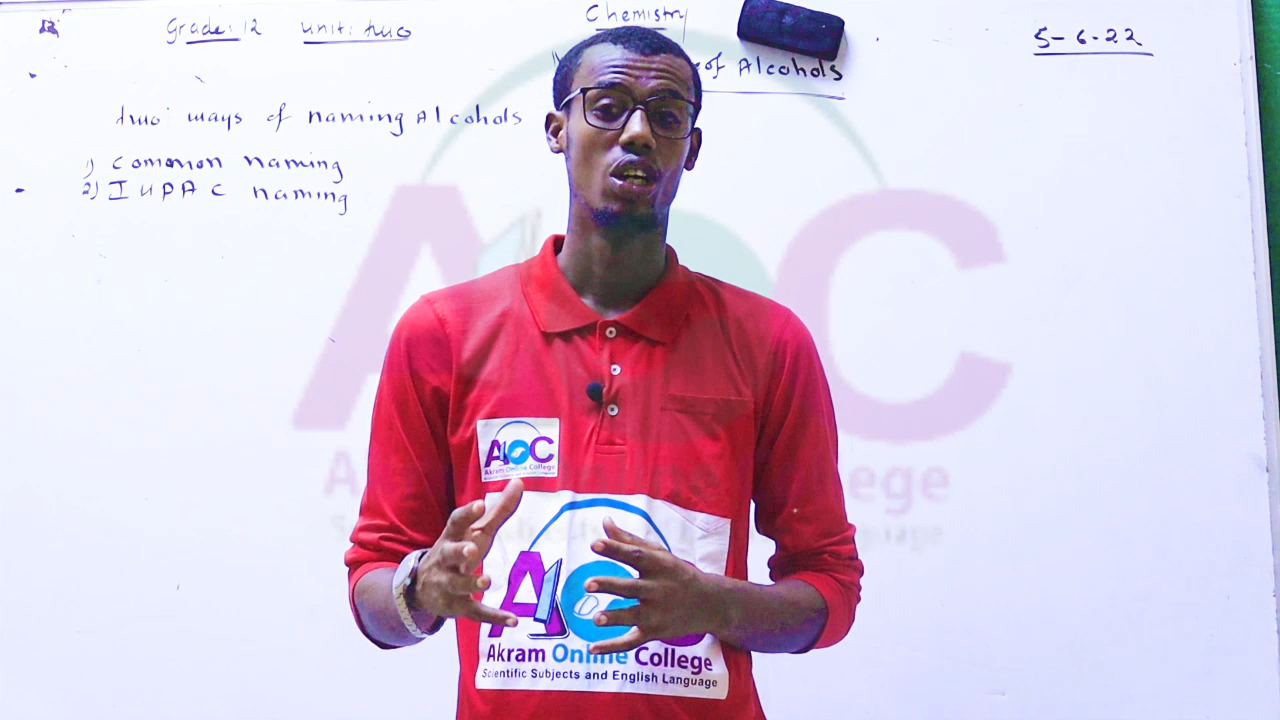 Grade: 12 unit: two
Chemistry
5-6-22
of Alcohols
two ways of naming Alcohols
1) Common naming
2) IUPAC naming
AOC
Akram Online College
AOC
Akram Online College
Scientific Subjects and English Language